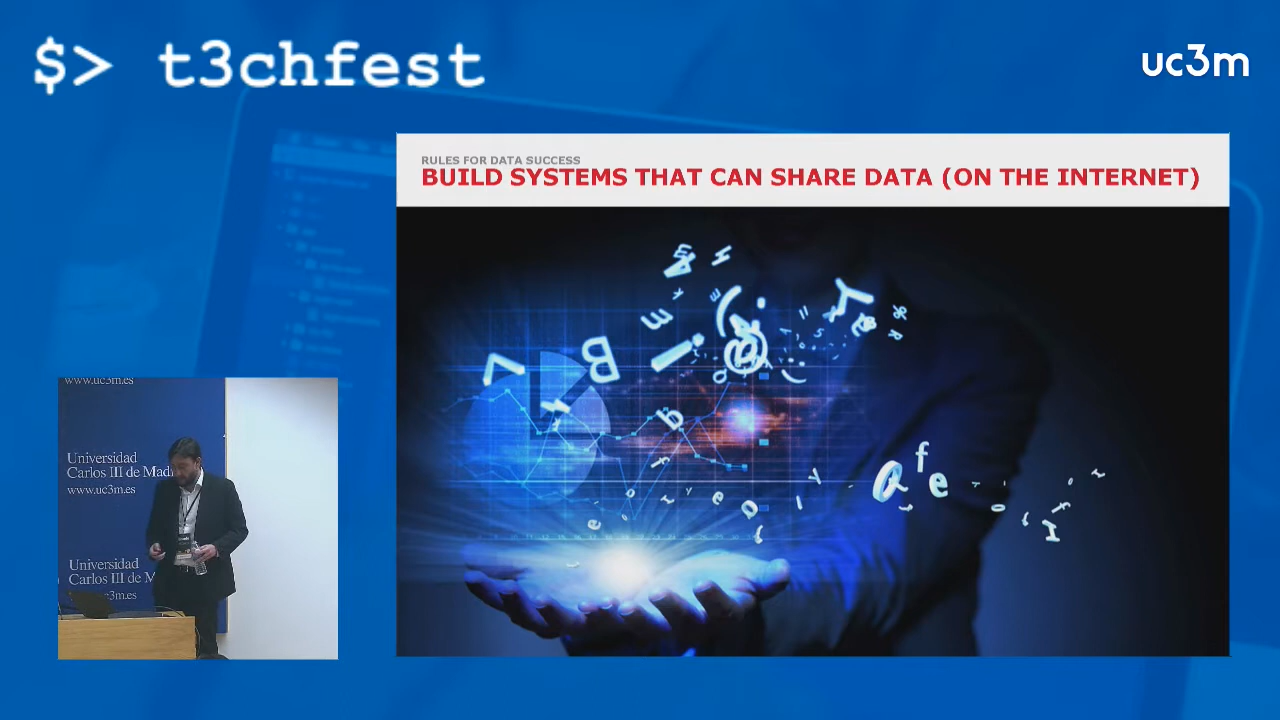 $> t3chfest
uc3m
RULES FOR DATA SUCCESS
BUILD SYSTEMS THAT CAN SHARE DATA (ON THE INTERNET)
www.uc3m.es
Universidad
Carlos III de Mad
www.uc3m.es
Universidad
Carlos III de M